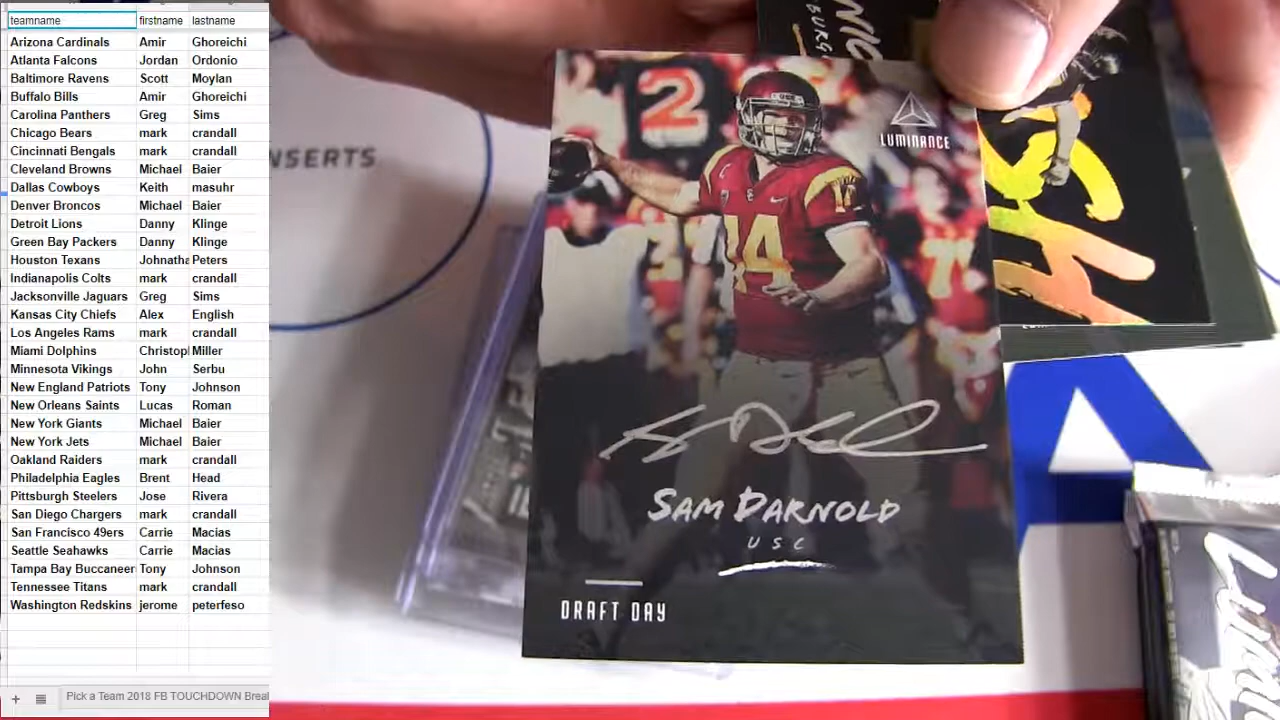 teamname firstname lastname
Arizona Cardinals Amir Ghoreichi
Atlanta Falcons Jordan Ordonio
Baltimore Ravens Scott Moylan
Buffalo Bills Amir Ghoreichi
Carolina Panthers Greg Sims
Chicago Bears mark crandall
Cincinnati Bengals mark crandall
Cleveland Browns Michael Baier
Dallas Cowboys Keith masuhr
Denver Broncos Michael Baier
Detroit Lions Danny Klinge
Green Bay Packers Danny Klinge
Houston Texans Johnatha Peters
Indianapolis Colts mark crandall
Jacksonville Jaguars Greg Sims
Kansas City Chiefs Alex English
Los Angeles Rams mark crandall
Miami Dolphins Christoph Miller
Minnesota Vikings John Serbu
New England Patriots Tony Johnson
New Orleans Saints Lucas Roman
New York Giants Michael Baier
New York Jets Michael Baier
Oakland Raiders mark crandall
Philadelphia Eagles Brent Head
Pittsburgh Steelers Jose Rivera
San Diego Chargers mark crandall
San Francisco 49ers Carrie Macias
Seattle Seahawks Carrie Macias
Tampa Bay Buccaneer Tony Johnson
Tennessee Titans mark crandall
Washington Redskins jerome peterfeso
Pick a Team 2018 FB TOUCHDOWN Break
NSERTS
2
LUMINANCE
14
SAM DARNOLD
USC
DRAFT DAY